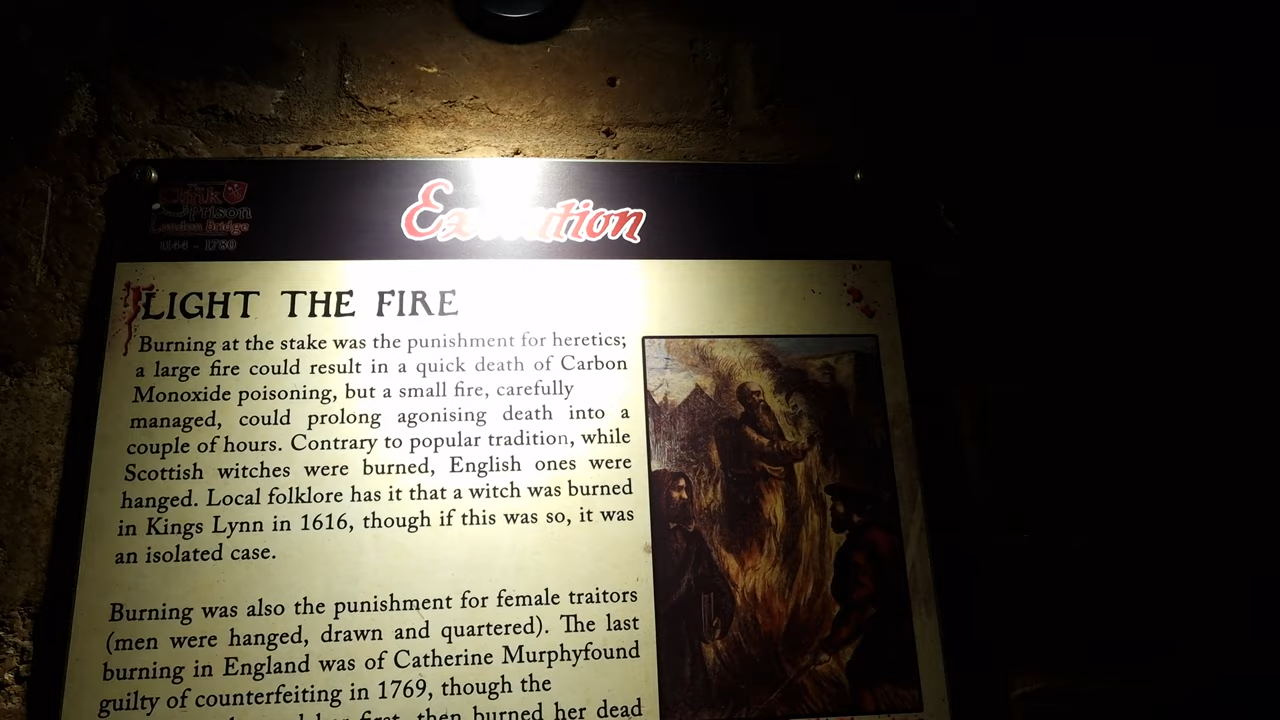 The
Clink
Prison
London Bridge
1144 - 1780
Execution
LIGHT THE FIRE
Burning at the stake was the punishment for heretics;
a large fire could result in a quick death of Carbon
Monoxide poisoning, but a small fire, carefully
managed, could prolong agonising death into a
couple of hours. Contrary to popular tradition, while
Scottish witches were burned, English ones were
hanged. Local folklore has it that a witch was burned
in Kings Lynn in 1616, though if this was so, it was
an isolated case.
Burning was also the punishment for female traitors
(men were hanged, drawn and quartered). The last
burning in England was of Catherine Murphyfound
guilty of counterfeiting in 1769, though the
her first, then burned her dead